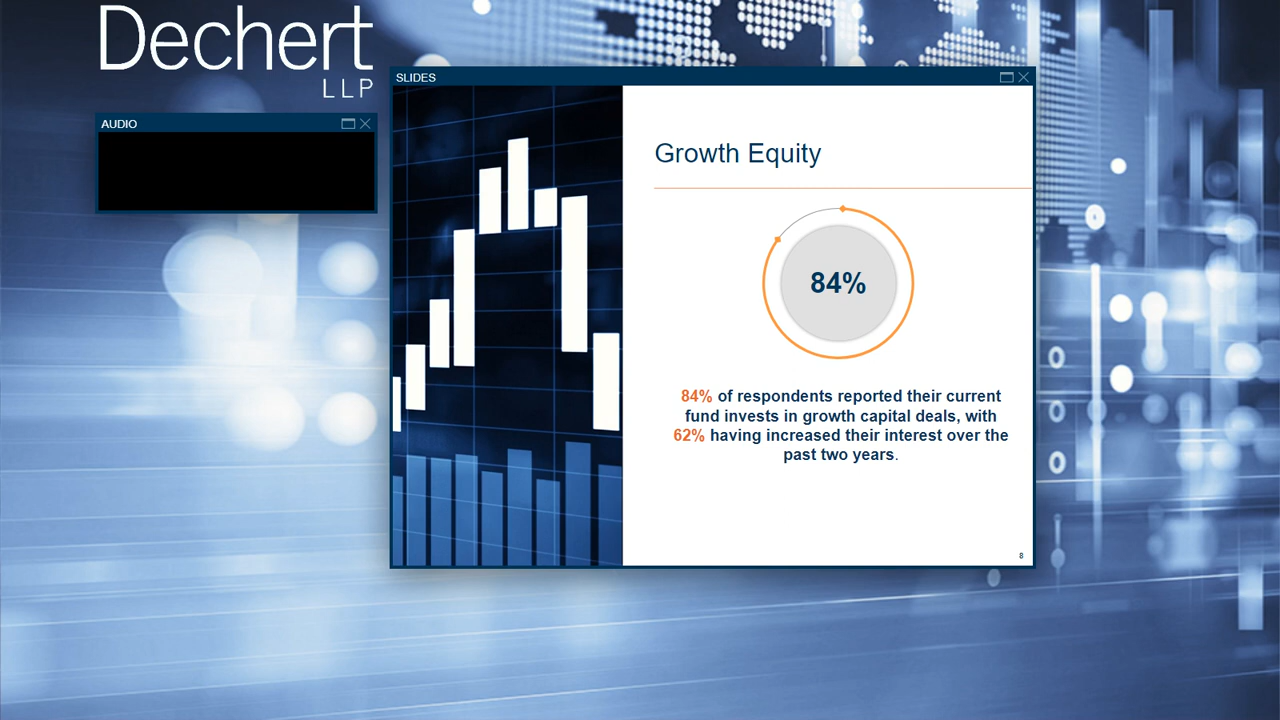 Dechert
LLP
AUDIO
SLIDES
Growth Equity
84%
84% of respondents reported their current
fund invests in growth capital deals, with
62% having increased their interest over the
past two years.
8